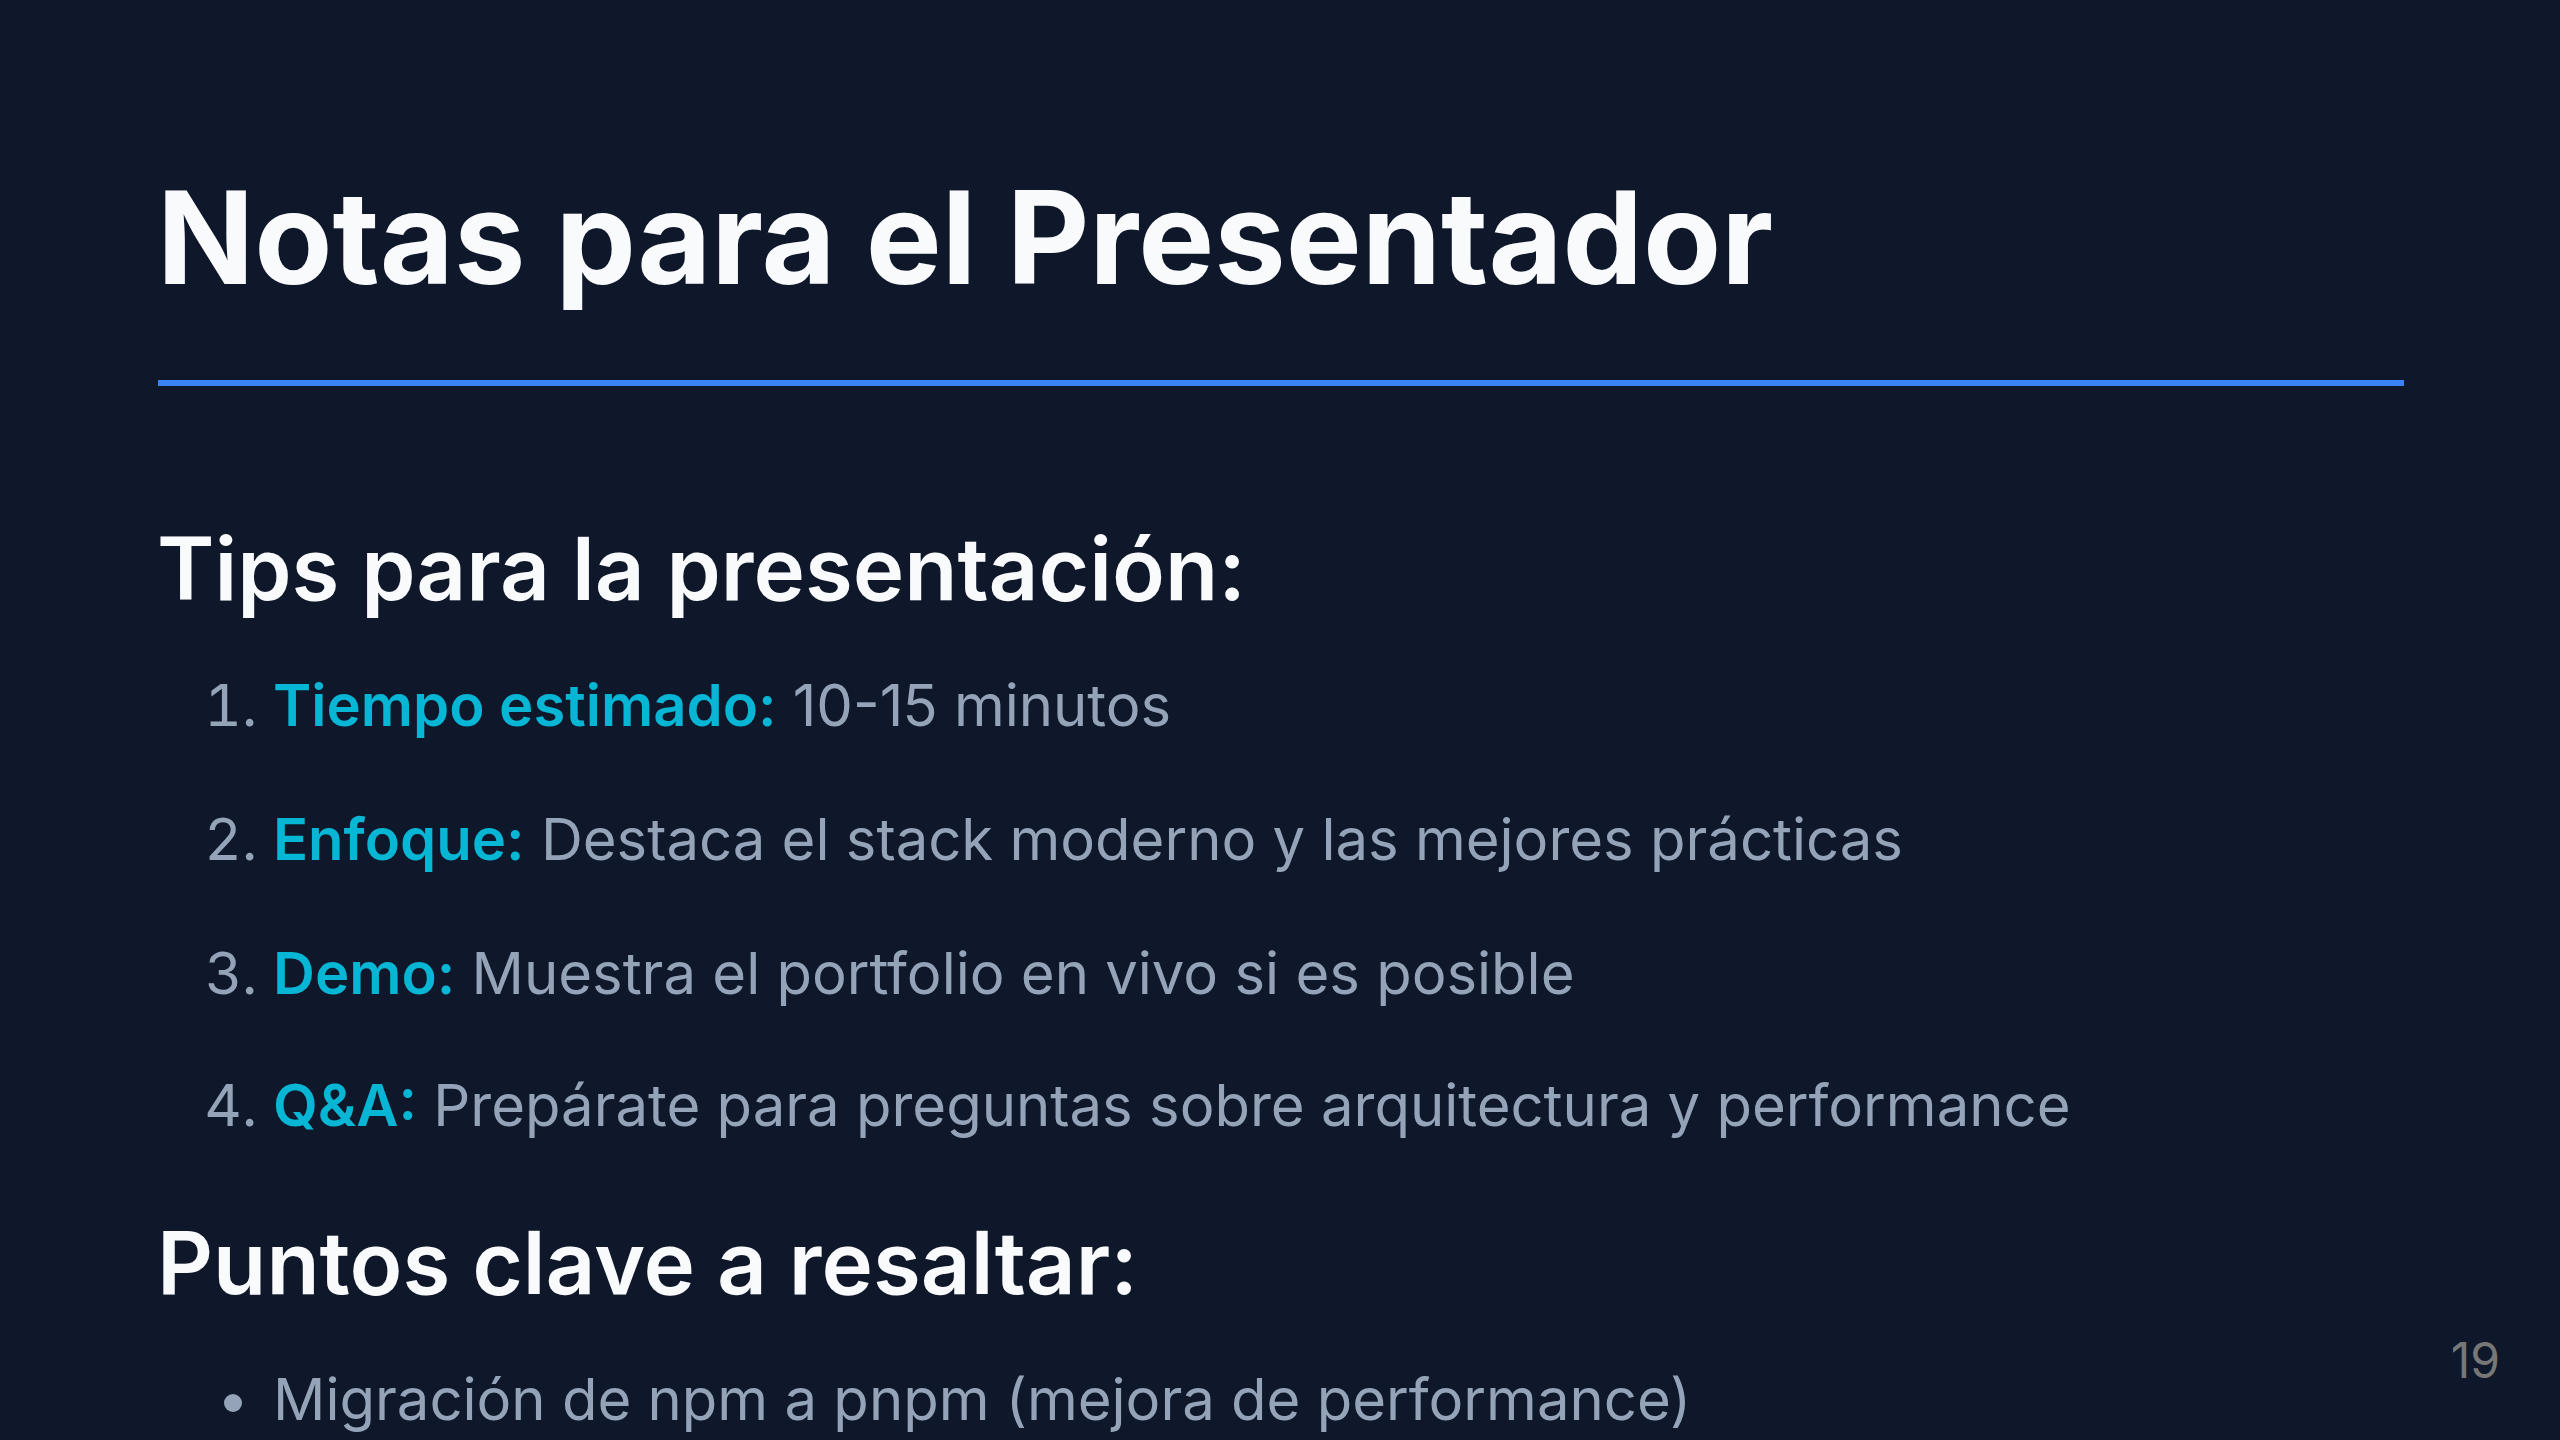 Notas para el Presentador
Tips para la presentación:
1. Tiempo estimado: 10-15 minutos
2. Enfoque: Destaca el stack moderno y las mejores prácticas
3. Demo: Muestra el portfolio en vivo si es posible
4. Q&A: Prepárate para preguntas sobre arquitectura y performance
Puntos clave a resaltar:
• Migración de npm a pnpm (mejora de performance)
19